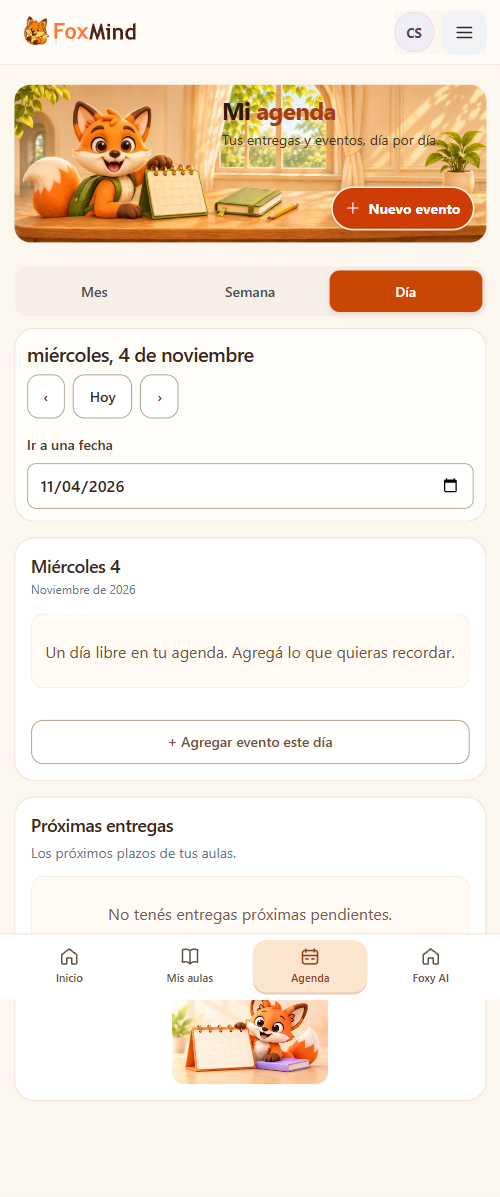 FoxMind
CS
Mi agenda
Tus entregas y eventos, día por día.
+ Nuevo evento
Mes
Semana
Día
miércoles, 4 de noviembre
‹
Hoy
›
Ir a una fecha
11/04/2026
Miércoles 4
Noviembre de 2026
Un día libre en tu agenda. Agregá lo que quieras recordar.
+ Agregar evento este día
Próximas entregas
Los próximos plazos de tus aulas.
No tenés entregas próximas pendientes.
Inicio
Mis aulas
Agenda
Foxy AI